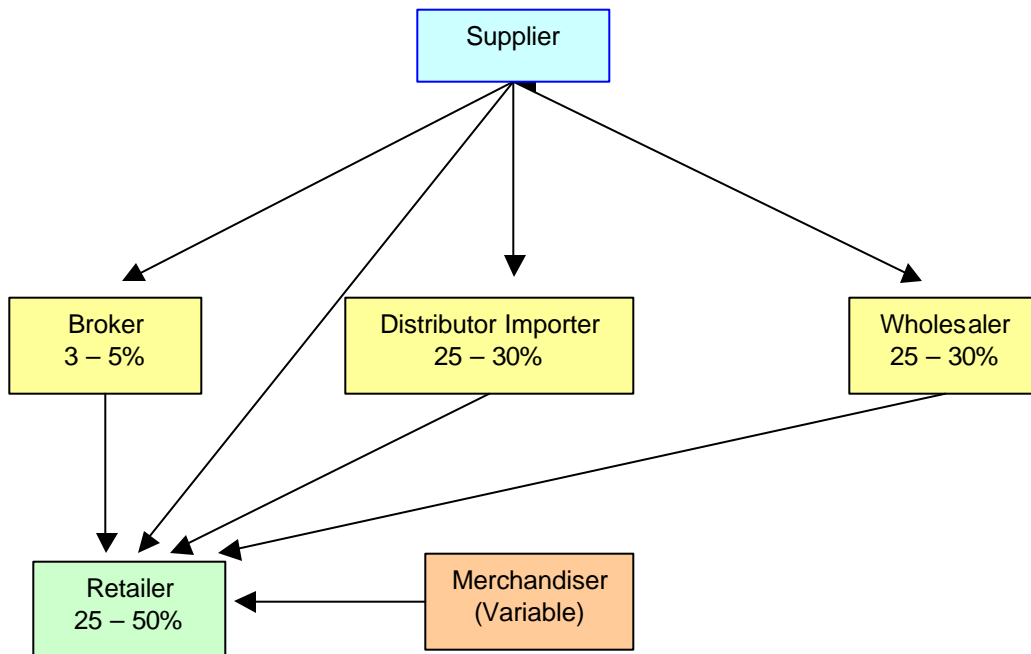 Supplier
Broker
3 – 5%
Distributor Importer
25 – 30%
Wholesaler
25 – 30%
Retailer
25 – 50%
Merchandiser
(Variable)